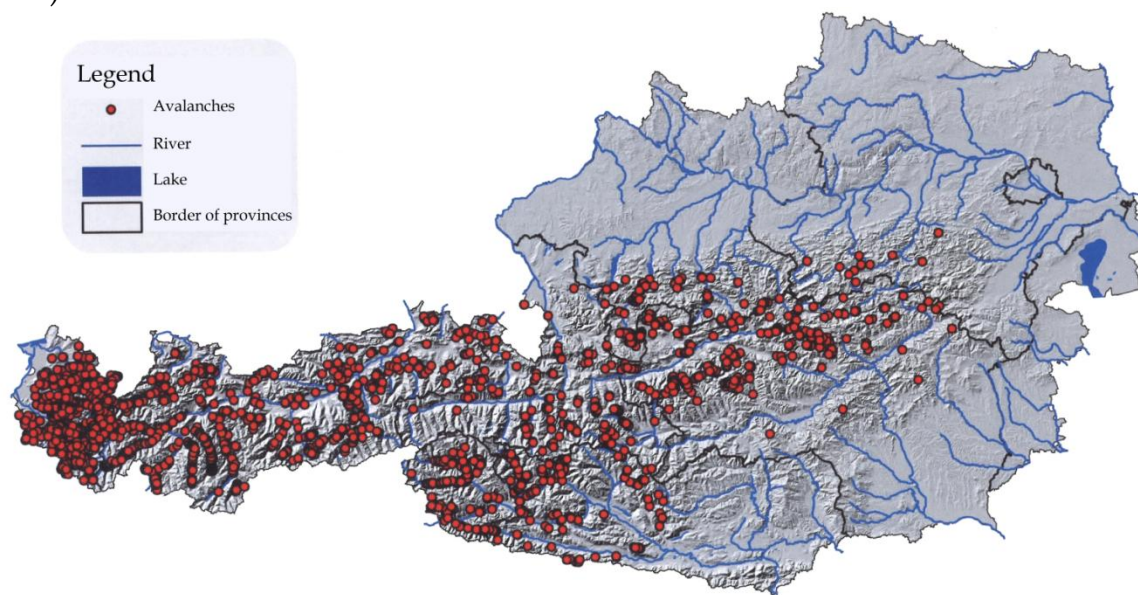 Legend
Avalanches
River
Lake
Border of provinces